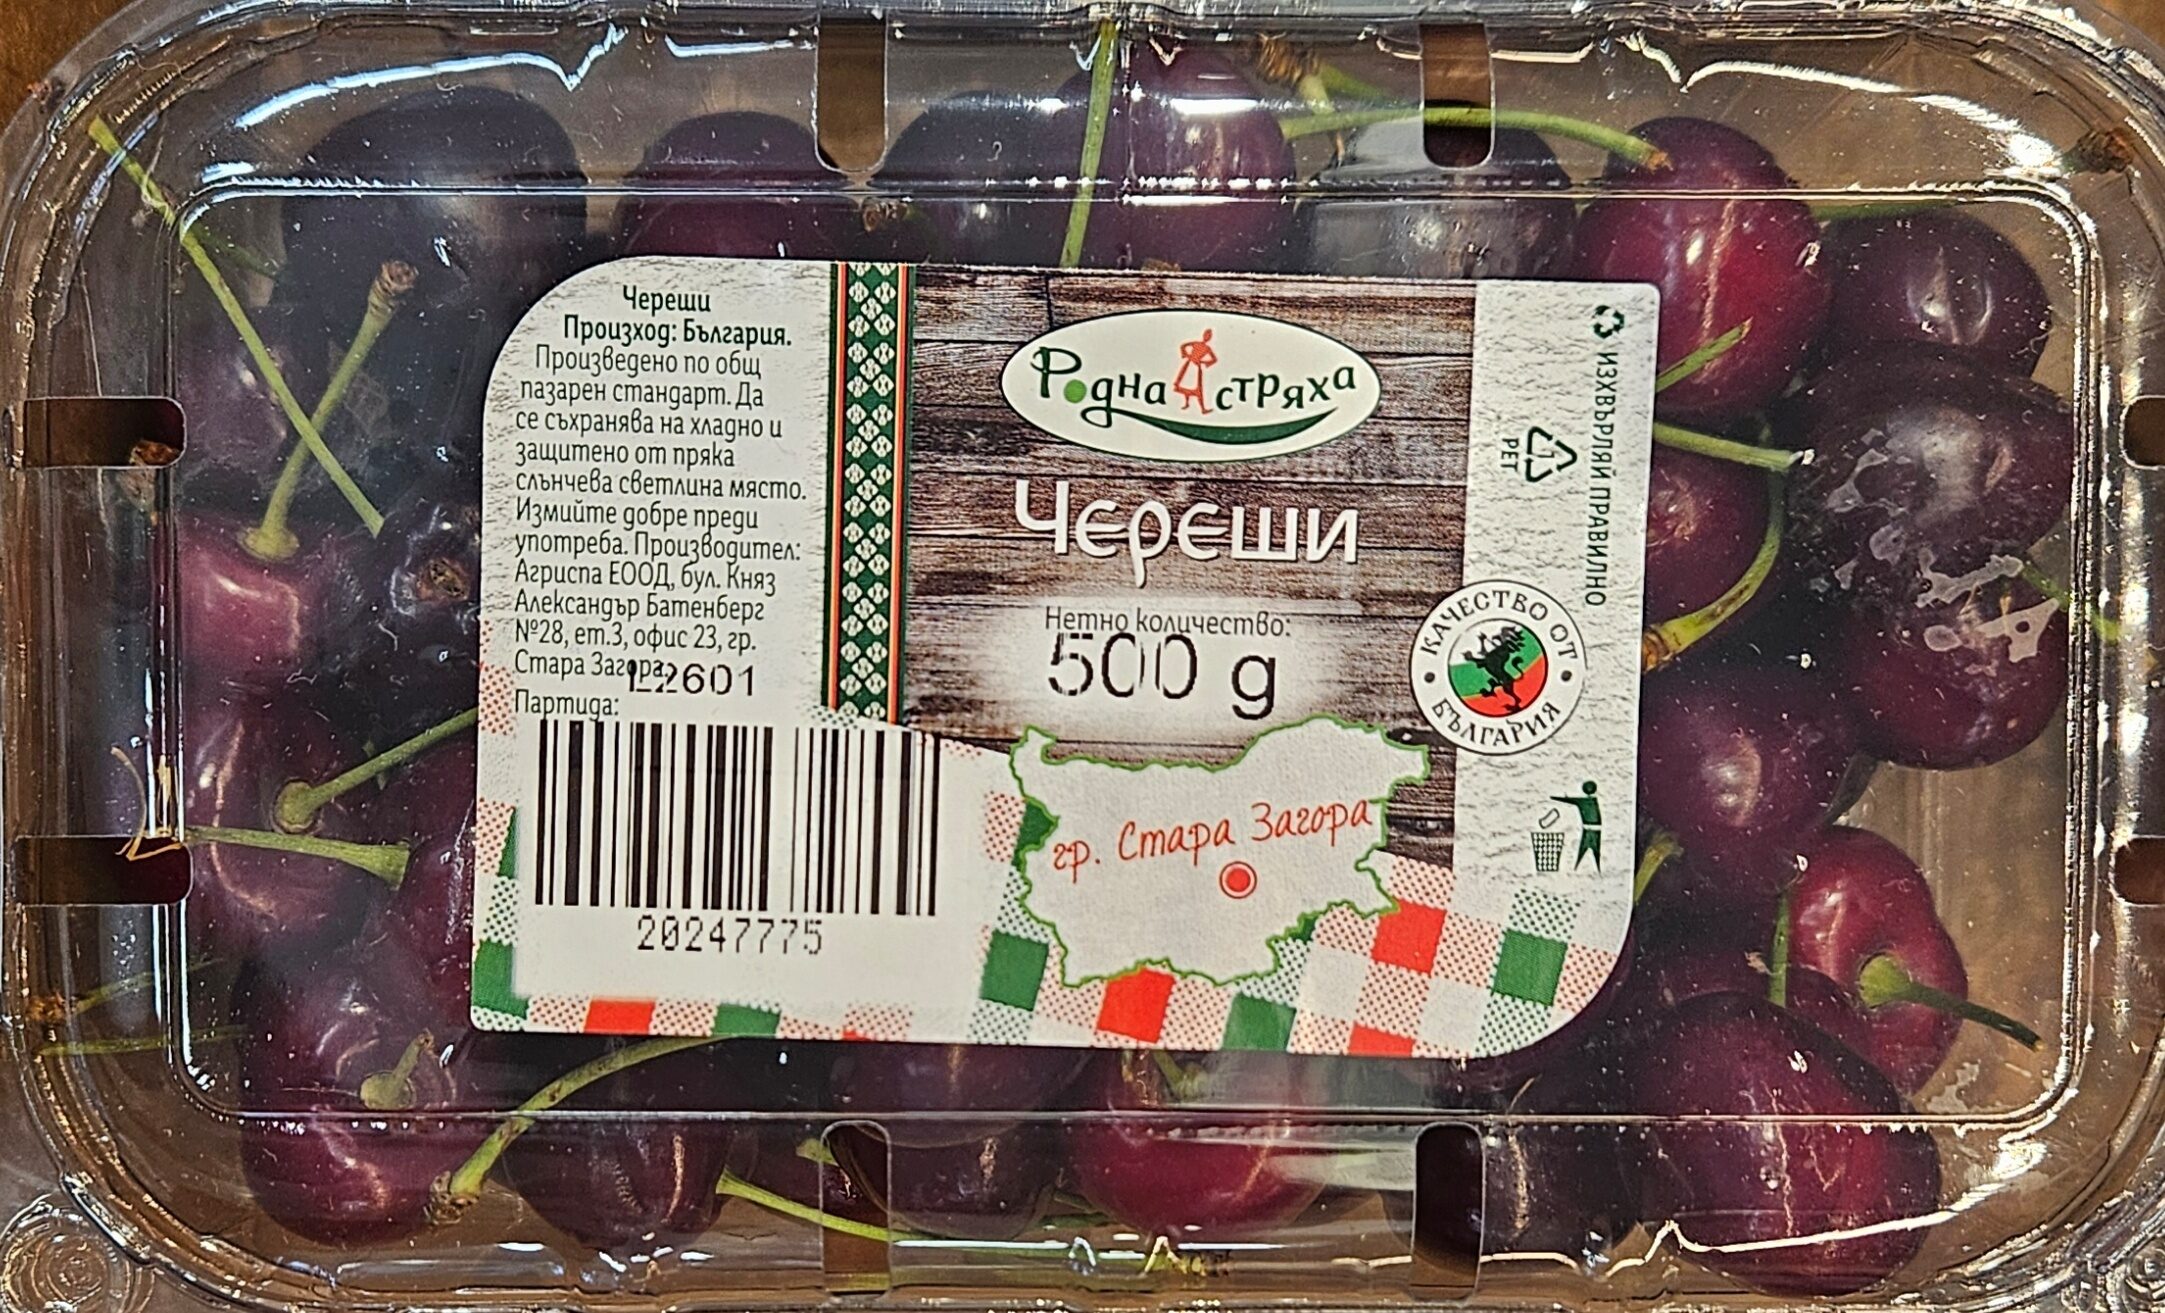 Череши
Произход: България.
Произведено по общ
пазарен стандарт. Да
се съхранява на хладно и
защитено от пряка
слънчева светлина място.
Измийте добре преди
употреба. Производител:
Агриспа ЕООД, бул. Княз
Александър Батенберг
№28, ет.3, офис 23, гр.
Стара Загора,
L2601
Партида:
20247775
Родна стряха
Череши
Нетно количество:
500 g
гр. Стара Загора
ИЗХВЪРЛЯЙ ПРАВИЛНО
1
PET
КАЧЕСТВО ОТ
БЪЛГАРИЯ